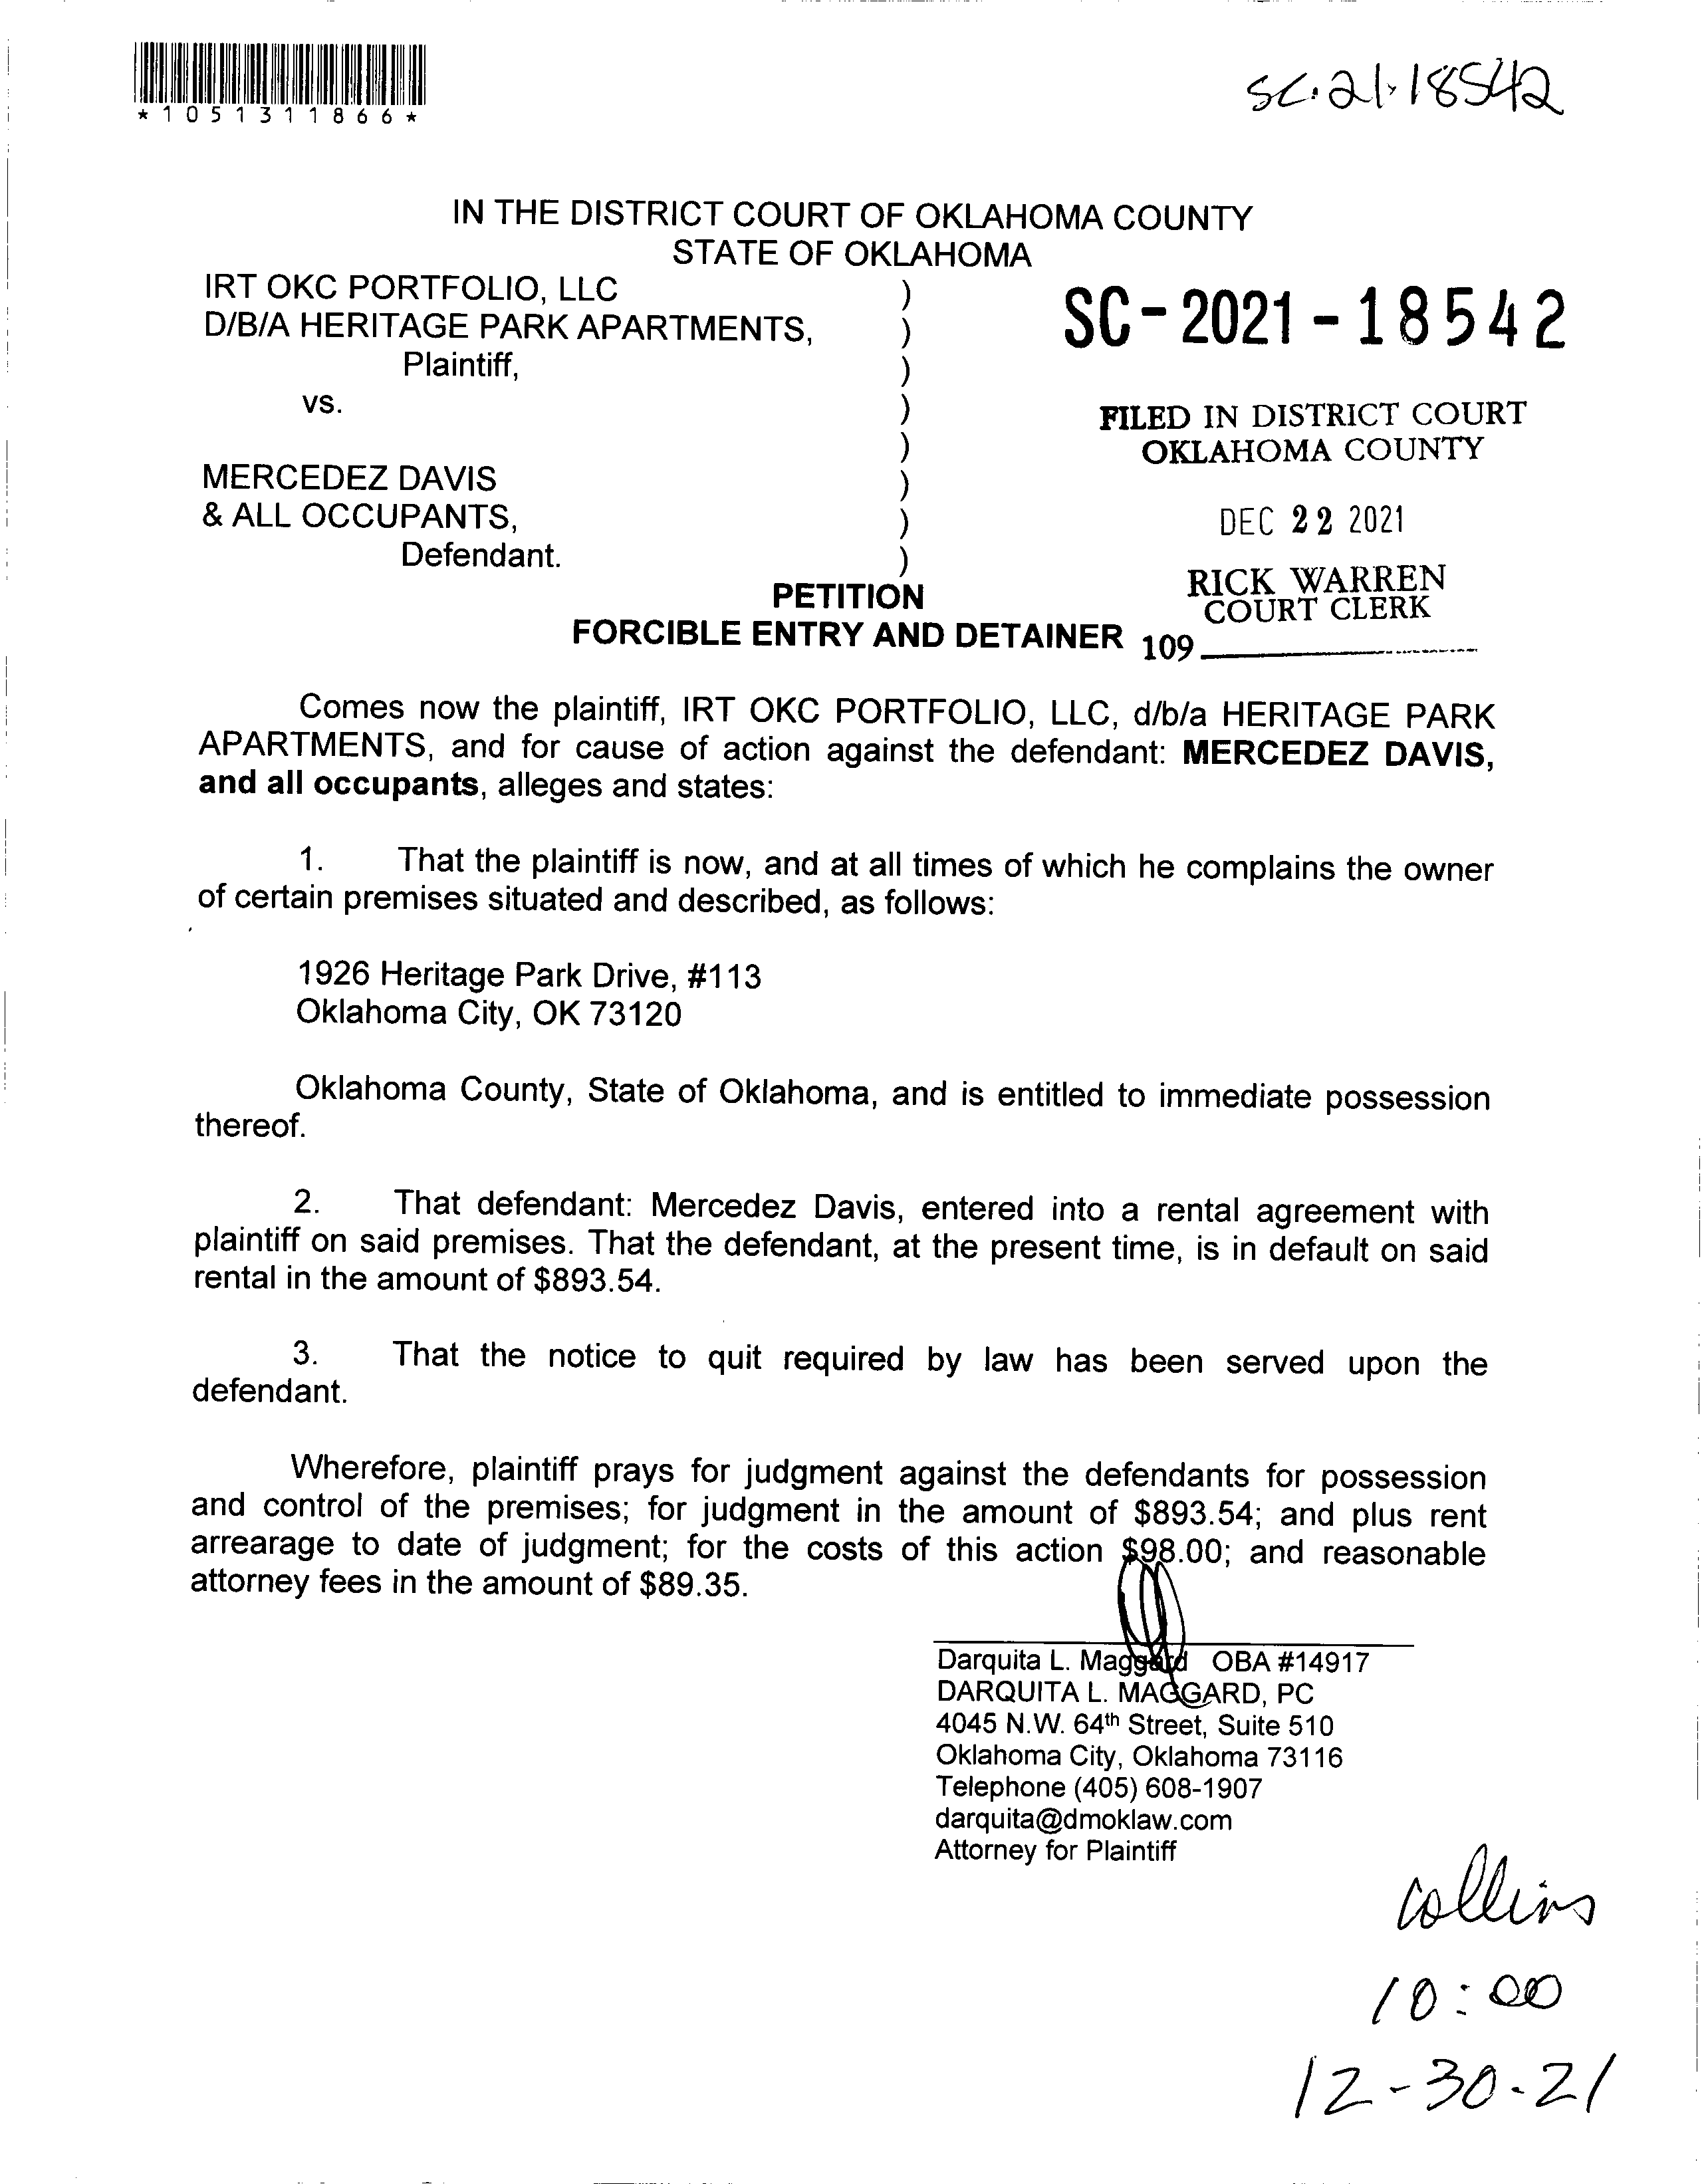 *1051311866*
SC-21-18542
IN THE DISTRICT COURT OF OKLAHOMA COUNTY
STATE OF OKLAHOMA
IRT OKC PORTFOLIO, LLC )
D/B/A HERITAGE PARK APARTMENTS, )
Plaintiff, )
vs. )
)
MERCEDEZ DAVIS )
& ALL OCCUPANTS, )
Defendant. )
SC-2021-18542
FILED IN DISTRICT COURT
OKLAHOMA COUNTY
DEC 22 2021
RICK WARREN
COURT CLERK
109
PETITION
FORCIBLE ENTRY AND DETAINER
Comes now the plaintiff, IRT OKC PORTFOLIO, LLC, d/b/a HERITAGE PARK
APARTMENTS, and for cause of action against the defendant: MERCEDEZ DAVIS,
and all occupants, alleges and states:
1. That the plaintiff is now, and at all times of which he complains the owner
of certain premises situated and described, as follows:
1926 Heritage Park Drive, #113
Oklahoma City, OK 73120
Oklahoma County, State of Oklahoma, and is entitled to immediate possession
thereof.
2. That defendant: Mercedez Davis, entered into a rental agreement with
plaintiff on said premises. That the defendant, at the present time, is in default on said
rental in the amount of $893.54.
3. That the notice to quit required by law has been served upon the
defendant.
Wherefore, plaintiff prays for judgment against the defendants for possession
and control of the premises; for judgment in the amount of $893.54; and plus rent
arrearage to date of judgment; for the costs of this action $98.00; and reasonable
attorney fees in the amount of $89.35.
Darquita L. Maggard OBA #14917
DARQUITA L. MAGGARD, PC
4045 N.W. 64th Street, Suite 510
Oklahoma City, Oklahoma 73116
Telephone (405) 608-1907
darquita@dmoklaw.com
Attorney for Plaintiff
collins
10:00
12-30-21